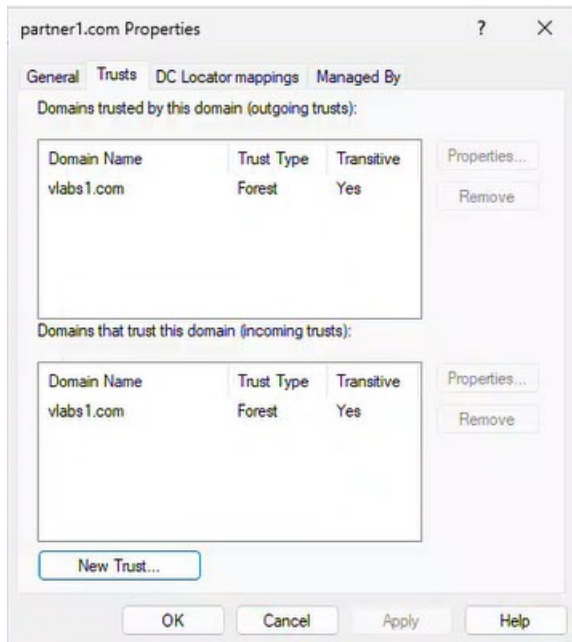 partner1.com Properties ? X
General Trusts DC Locator mappings Managed By
Domains trusted by this domain (outgoing trusts):
Domain Name Trust Type Transitive Properties...
vlabs1.com Forest Yes Remove
Domains that trust this domain (incoming trusts):
Domain Name Trust Type Transitive Properties...
vlabs1.com Forest Yes Remove
New Trust...
OK Cancel Apply Help